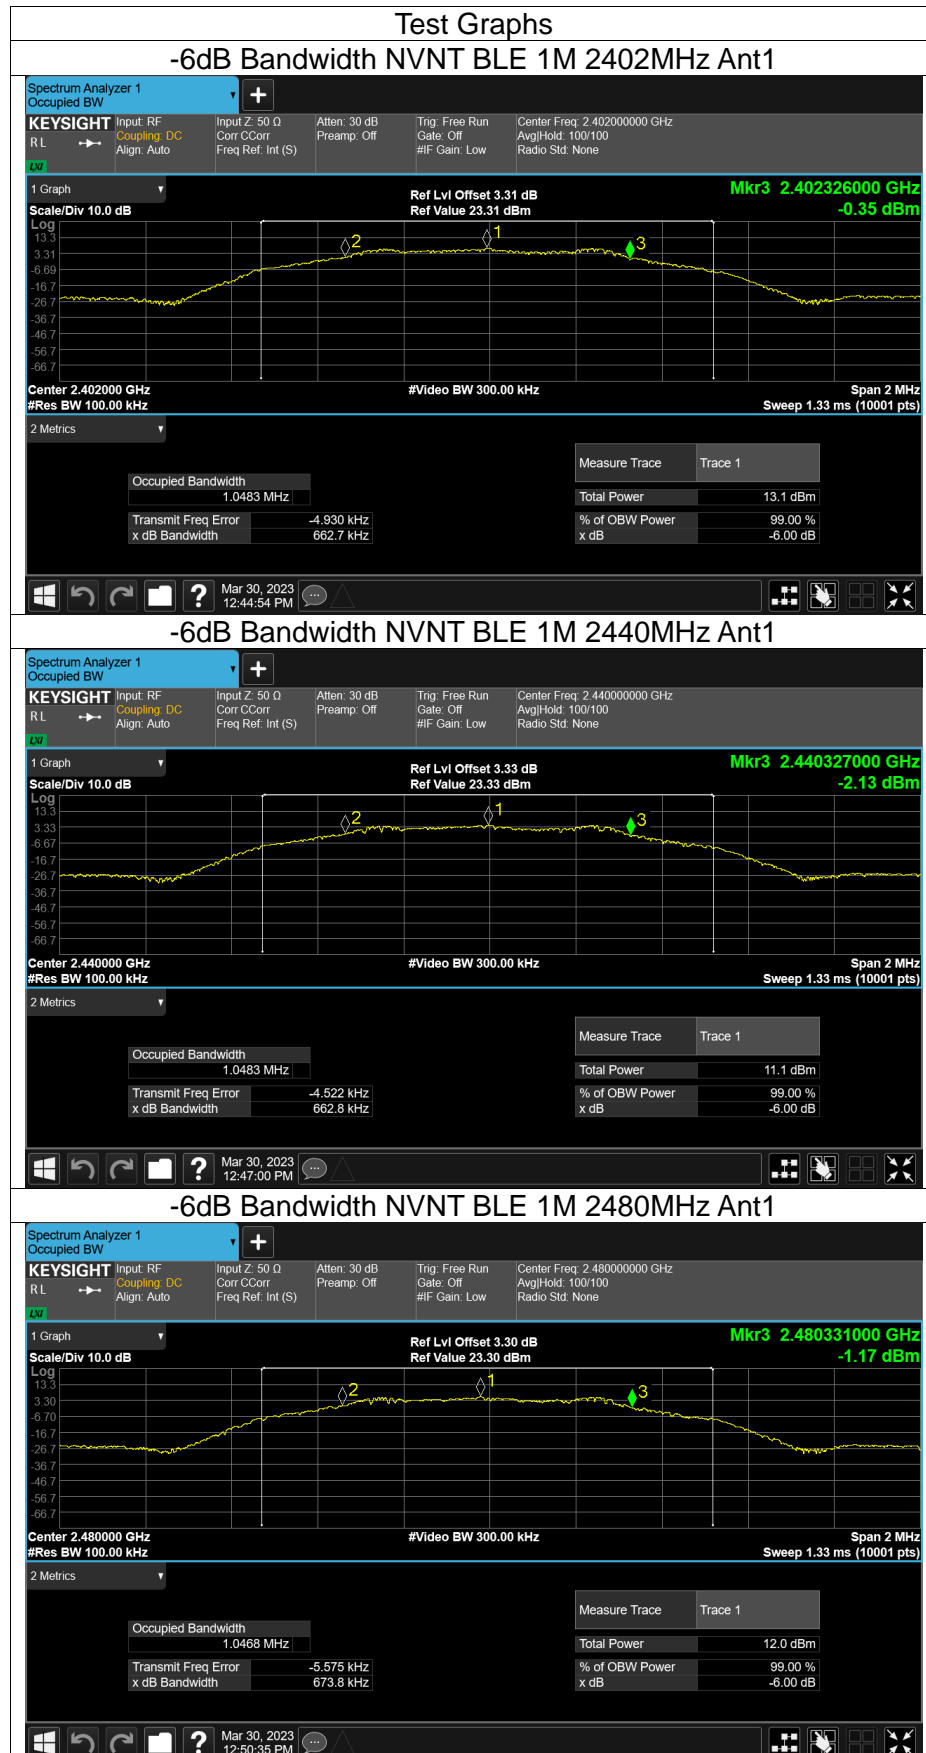 Test Graphs
-6dB Bandwidth NVNT BLE 1M 2402MHz Ant1
Spectrum Analyzer 1
Occupied BW
+
KEYSIGHT Input: RF Input Z: 50 Ω Atten: 30 dB Trig: Free Run Center Freq: 2.402000000 GHz
RL Coupling: DC Corr CCorr Preamp: Off Gate: Off Avg|Hold: 100/100
Align: Auto Freq Ref: Int (S) #IF Gain: Low Radio Std: None
LXI
1 Graph Ref Lvl Offset 3.31 dB Mkr3 2.402326000 GHz
Scale/Div 10.0 dB Ref Value 23.31 dBm -0.35 dBm
Log
13.3
3.31
-6.69
-16.7
-26.7
-36.7
-46.7
-56.7
-66.7
2 1 3
Center 2.402000 GHz #Video BW 300.00 kHz Span 2 MHz
#Res BW 100.00 kHz Sweep 1.33 ms (10001 pts)
2 Metrics
Measure Trace Trace 1
Occupied Bandwidth
1.0483 MHz Total Power 13.1 dBm
Transmit Freq Error -4.930 kHz % of OBW Power 99.00 %
x dB Bandwidth 662.7 kHz x dB -6.00 dB
? Mar 30, 2023
12:44:54 PM
-6dB Bandwidth NVNT BLE 1M 2440MHz Ant1
Spectrum Analyzer 1
Occupied BW
+
KEYSIGHT Input: RF Input Z: 50 Ω Atten: 30 dB Trig: Free Run Center Freq: 2.440000000 GHz
RL Coupling: DC Corr CCorr Preamp: Off Gate: Off Avg|Hold: 100/100
Align: Auto Freq Ref: Int (S) #IF Gain: Low Radio Std: None
LXI
1 Graph Ref Lvl Offset 3.33 dB Mkr3 2.440327000 GHz
Scale/Div 10.0 dB Ref Value 23.33 dBm -2.13 dBm
Log
13.3
3.33
-6.67
-16.7
-26.7
-36.7
-46.7
-56.7
-66.7
2 1 3
Center 2.440000 GHz #Video BW 300.00 kHz Span 2 MHz
#Res BW 100.00 kHz Sweep 1.33 ms (10001 pts)
2 Metrics
Measure Trace Trace 1
Occupied Bandwidth
1.0483 MHz Total Power 11.1 dBm
Transmit Freq Error -4.522 kHz % of OBW Power 99.00 %
x dB Bandwidth 662.8 kHz x dB -6.00 dB
? Mar 30, 2023
12:47:00 PM
-6dB Bandwidth NVNT BLE 1M 2480MHz Ant1
Spectrum Analyzer 1
Occupied BW
+
KEYSIGHT Input: RF Input Z: 50 Ω Atten: 30 dB Trig: Free Run Center Freq: 2.480000000 GHz
RL Coupling: DC Corr CCorr Preamp: Off Gate: Off Avg|Hold: 100/100
Align: Auto Freq Ref: Int (S) #IF Gain: Low Radio Std: None
LXI
1 Graph Ref Lvl Offset 3.30 dB Mkr3 2.480331000 GHz
Scale/Div 10.0 dB Ref Value 23.30 dBm -1.17 dBm
Log
13.3
3.30
-6.70
-16.7
-26.7
-36.7
-46.7
-56.7
-66.7
2 1 3
Center 2.480000 GHz #Video BW 300.00 kHz Span 2 MHz
#Res BW 100.00 kHz Sweep 1.33 ms (10001 pts)
2 Metrics
Measure Trace Trace 1
Occupied Bandwidth
1.0468 MHz Total Power 12.0 dBm
Transmit Freq Error -5.575 kHz % of OBW Power 99.00 %
x dB Bandwidth 673.8 kHz x dB -6.00 dB
? Mar 30, 2023
12:50:35 PM